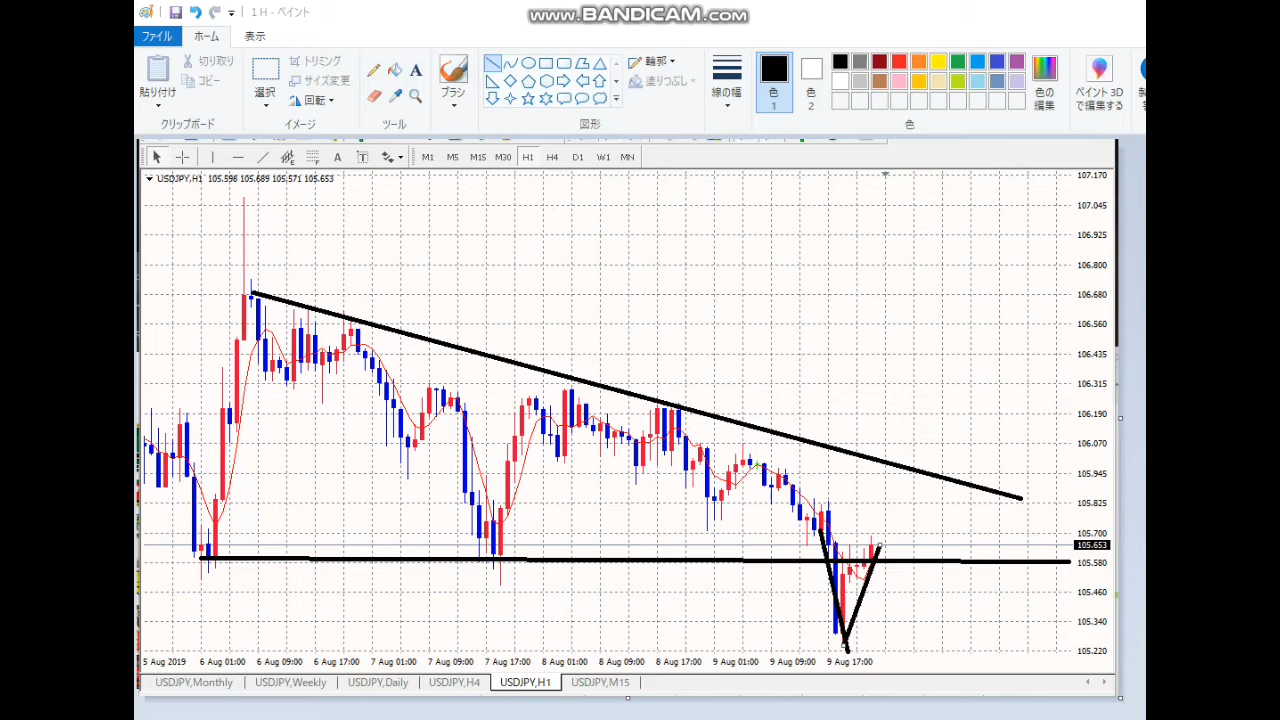 1 H - ペイント
www.BANDICAM.com
ファイル ホーム 表示
貼り付け
切り取り
コピー
クリップボード
選択
トリミング
サイズ変更
回転
イメージ
A
ツール
ブラシ
輪郭
塗りつぶし
図形
線の幅
色
1
色
2
色の
編集
色
ペイント 3D
で編集する
A T M1 M5 M15 M30 H1 H4 D1 W1 MN
USDJPY,H1 105.598 105.689 105.571 105.653
107.170
107.045
106.925
106.800
106.680
106.560
106.435
106.315
106.190
106.070
105.945
105.825
105.700
105.653
105.580
105.460
105.340
105.220
5 Aug 2019 6 Aug 01:00 6 Aug 09:00 6 Aug 17:00 7 Aug 01:00 7 Aug 09:00 7 Aug 17:00 8 Aug 01:00 8 Aug 09:00 8 Aug 17:00 9 Aug 01:00 9 Aug 09:00 Aug 17:00
USDJPY,Monthly USDJPY,Weekly USDJPY,Daily USDJPY,H4 USDJPY,H1 USDJPY,M15